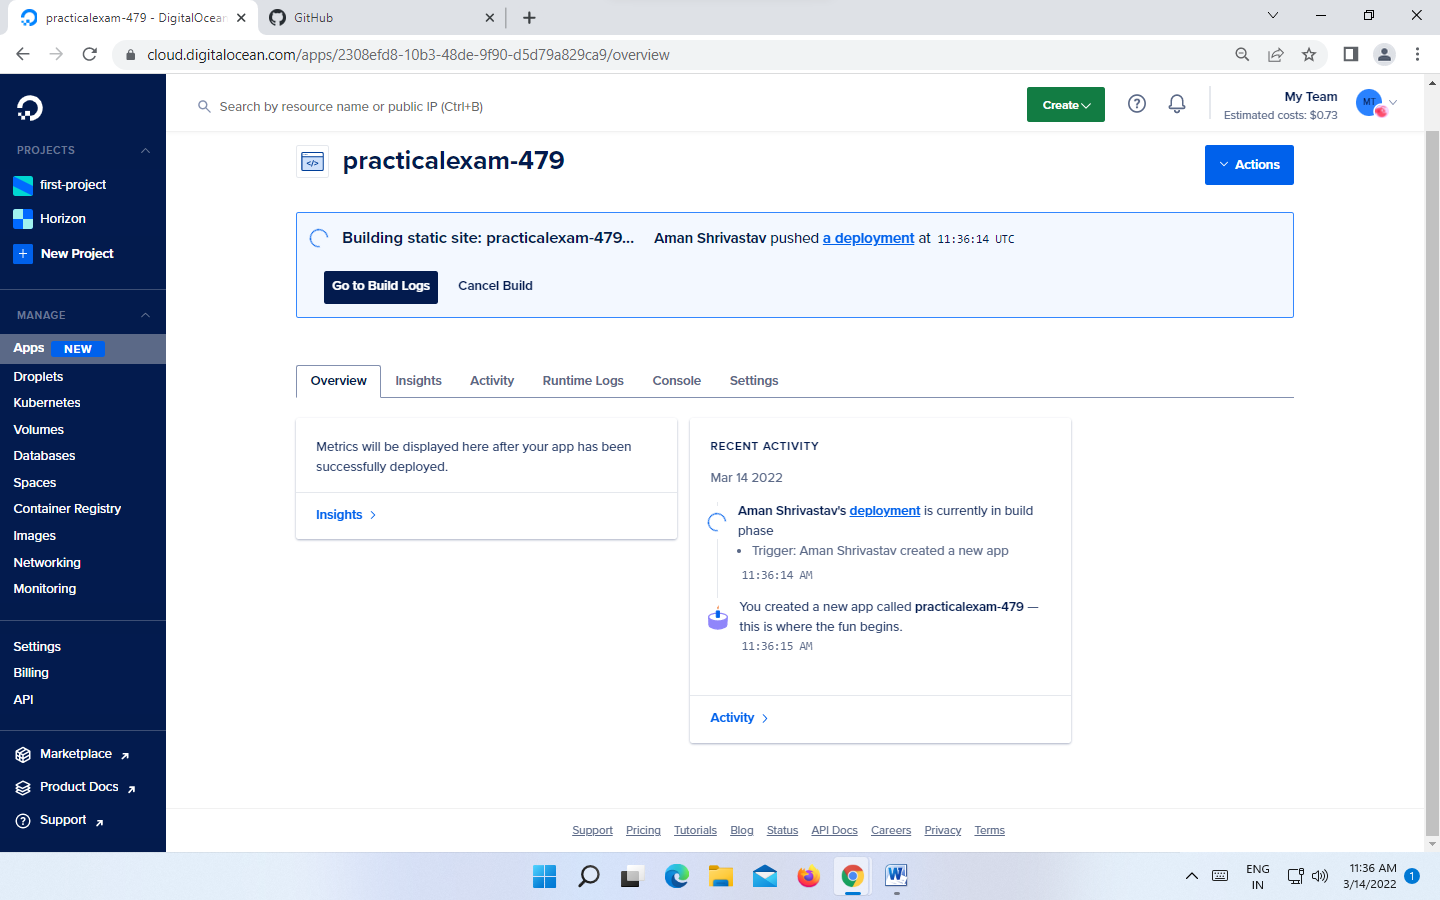 practicalexam-479 - DigitalOcean
GitHub
cloud.digitalocean.com/apps/2308efd8-10b3-48de-9f90-d5d79a829ca9/overview
Search by resource name or public IP (Ctrl+B)
Create
My Team
Estimated costs: $0.73
MT
PROJECTS
first-project
Horizon
New Project
MANAGE
Apps NEW
Droplets
Kubernetes
Volumes
Databases
Spaces
Container Registry
Images
Networking
Monitoring
Settings
Billing
API
Marketplace
Product Docs
Support
practicalexam-479
Actions
Building static site: practicalexam-479... Aman Shrivastav pushed a deployment at 11:36:14 UTC
Go to Build Logs Cancel Build
Overview Insights Activity Runtime Logs Console Settings
Metrics will be displayed here after your app has been
successfully deployed.
Insights
RECENT ACTIVITY
Mar 14 2022
Aman Shrivastav's deployment is currently in build
phase
• Trigger: Aman Shrivastav created a new app
11:36:14 AM
You created a new app called practicalexam-479 —
this is where the fun begins.
11:36:15 AM
Activity
Support Pricing Tutorials Blog Status API Docs Careers Privacy Terms
ENG
IN
11:36 AM
3/14/2022
1